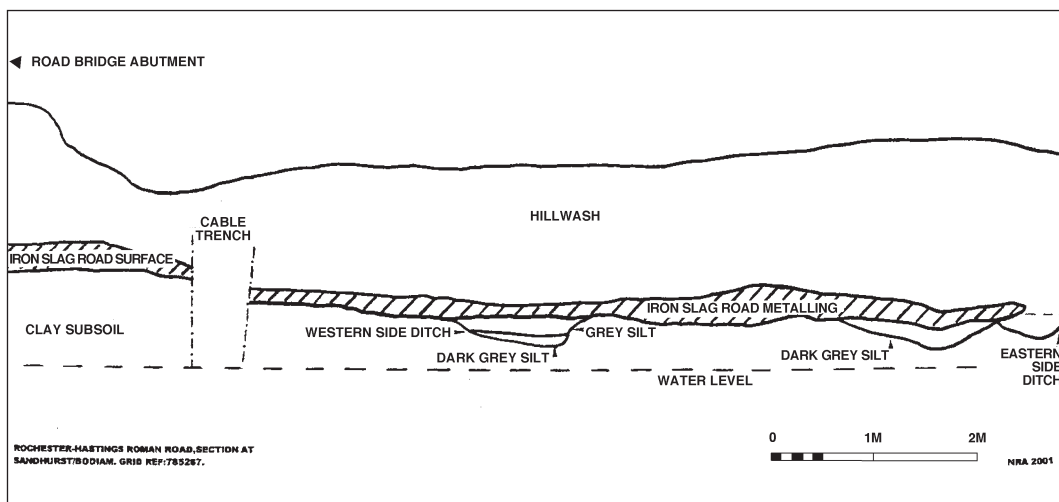 ROAD BRIDGE ABUTMENT
CABLE
TRENCH
HILLWASH
IRON SLAG ROAD SURFACE
IRON SLAG ROAD METALLING
CLAY SUBSOIL
WESTERN SIDE DITCH
GREY SILT
DARK GREY SILT
DARK GREY SILT
EASTERN
SIDE
DITCH
WATER LEVEL
ROCHESTER-HASTINGS ROMAN ROAD,SECTION AT
SANDHURST/BODIAM. GRID REF:785267.
0 1M 2M
NRA 2001